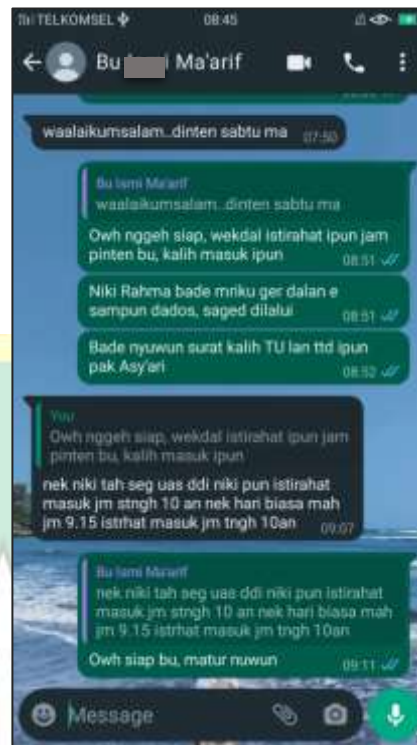 TELKOMSEL 08:45
Bu Ma'arif
waalaikumsalam..dinten sabtu ma 07:50
Bu Ismi Ma'arif
waalaikumsalam..dinten sabtu ma
Owh nggeh siap, wekdal istirahat ipun jam
pinten bu, kalih masuk ipun 08:51
Niki Rahma bade mriku ger dalan e
sampun dados, saged dilalui 08:51
Bade nyuwun surat kalih TU lan ttd ipun
pak Asy'ari 08:52
You
Owh nggeh siap, wekdal istirahat ipun jam
pinten bu, kalih masuk ipun
nek niki tah seg uas ddi niki pun istirahat
masuk jm stngh 10 an nek hari biasa mah
jm 9.15 istrhat masuk jm tngh 10an 09:07
Bu Ismi Ma'arif
nek niki tah seg uas ddi niki pun istirahat
masuk jm stngh 10 an nek hari biasa mah
jm 9.15 istrhat masuk jm tngh 10an
Owh siap bu, matur nuwun 09:11
Message